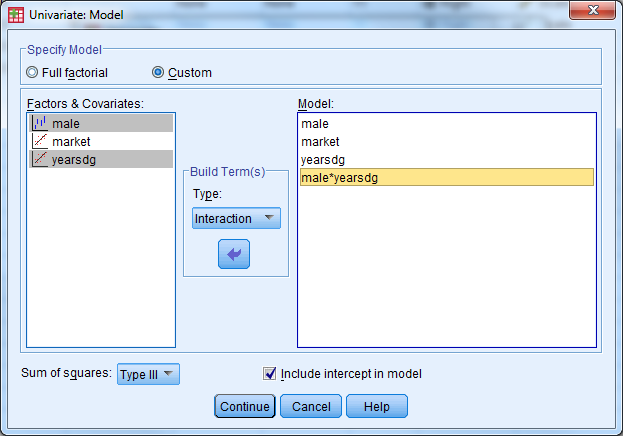 Univariate: Model
Specify Model
Full factorial
Custom
Factors & Covariates:
male
market
yearsdg
Build Term(s)
Type:
Interaction
Model:
male
market
yearsdg
male*yearsdg
Sum of squares:
Type III
Include intercept in model
Continue
Cancel
Help